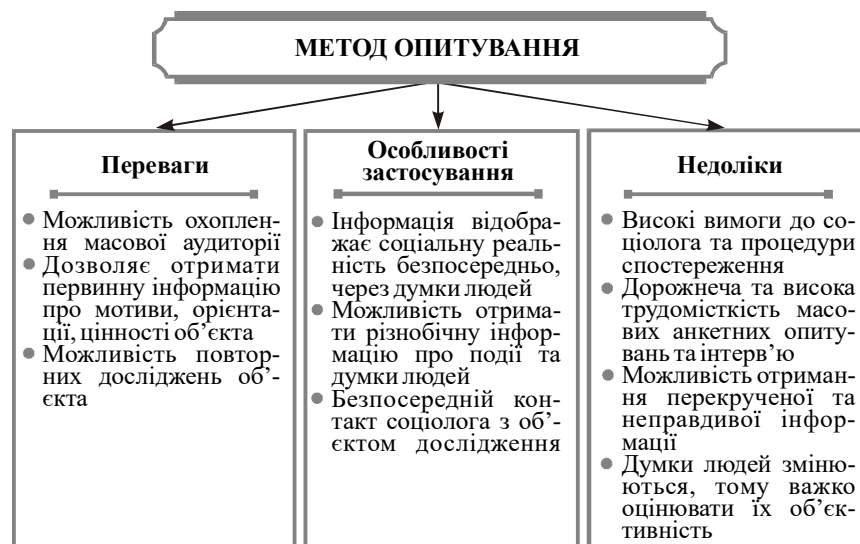 МЕТОД ОПИТУВАННЯ
Переваги
Можливість охоплен-
ня масової аудиторії
Дозволяє отримати
первинну інформацію
про мотиви, орієнта-
ції, цінності об’єкта
Можливість повтор-
них досліджень об’-
єкта
Особливості
застосування
Інформація відобра-
жає соціальну реаль-
ність безпосередньо,
через думки людей
Можливість отрима-
ти різнобічну інфор-
мацію про події та
думки людей
Безпосередній кон-
такт соціолога з об’-
єктом дослідження
Недоліки
Високі вимоги до со-
ціолога та процедури
спостереження
Дорожнеча та висока
трудомісткість масо-
вих анкетних опиту-
вань та інтерв’ю
Можливість отриман-
ня перекрученої та
неправдивої інфор-
мації
Думки людей зміню-
ються, тому важко
оцінювати їх об’єк-
тивність